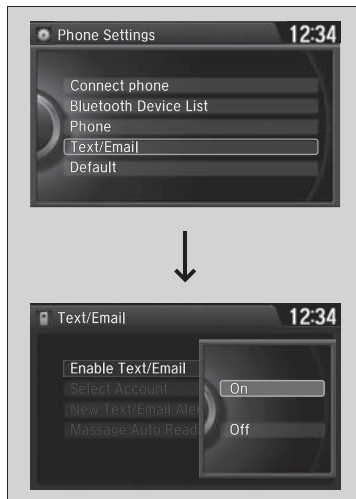 Phone Settings 12:34
Connect phone
Bluetooth Device List
Phone
Text/Email
Default
Text/Email 12:34
Enable Text/Email
Select Account
On
New Text/Email Aler
Massage Auto Read
Off